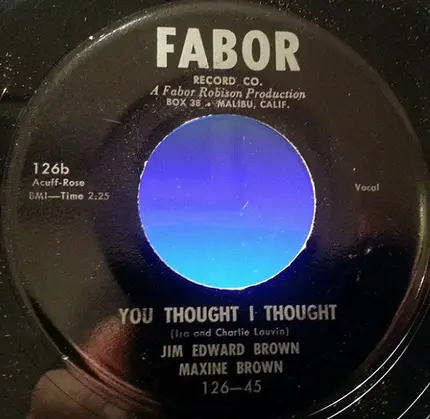 FABOR
RECORD CO.
A Fabor Robison Production
BOX 38 • MALIBU, CALIF.
126b
Acuff-Rose
BMI—Time 2:25
Vocal
YOU THOUGHT I THOUGHT
(Ira and Charlie Louvin)
JIM EDWARD BROWN
MAXINE BROWN
126—45